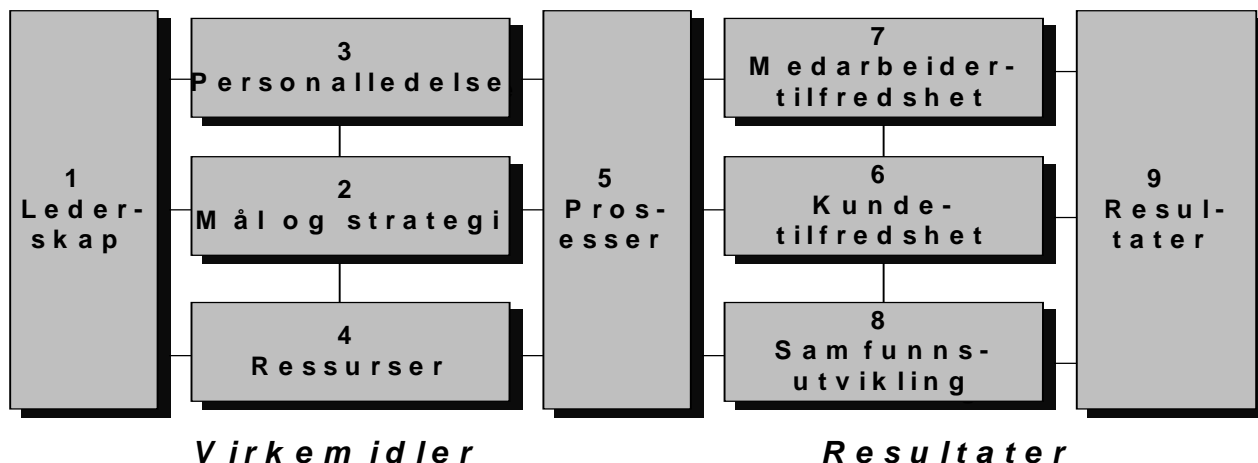 1
Leder-
skap
3
Personalledelse
2
Mål og strategi
4
Ressurser
5
Pros-
esser
7
Medarbeider-
tilfredshet
6
Kunde-
tilfredshet
8
Samfunns-
utvikling
9
Resul-
tater
Virkemidler
Resultater